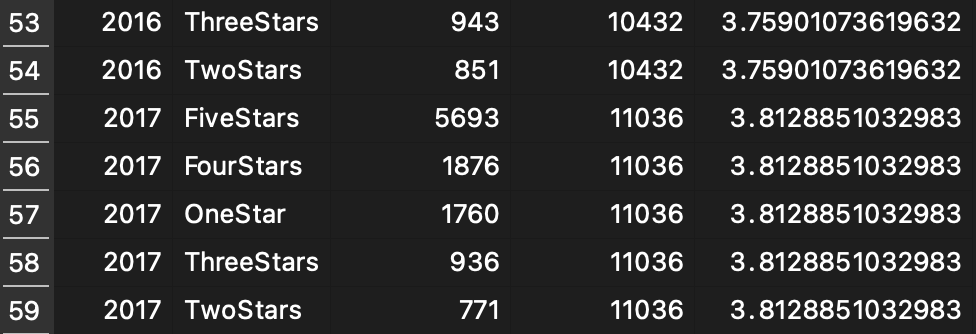 53 2016 ThreeStars 943 10432 3.75901073619632
54 2016 TwoStars 851 10432 3.75901073619632
55 2017 FiveStars 5693 11036 3.8128851032983
56 2017 FourStars 1876 11036 3.8128851032983
57 2017 OneStar 1760 11036 3.8128851032983
58 2017 ThreeStars 936 11036 3.8128851032983
59 2017 TwoStars 771 11036 3.8128851032983